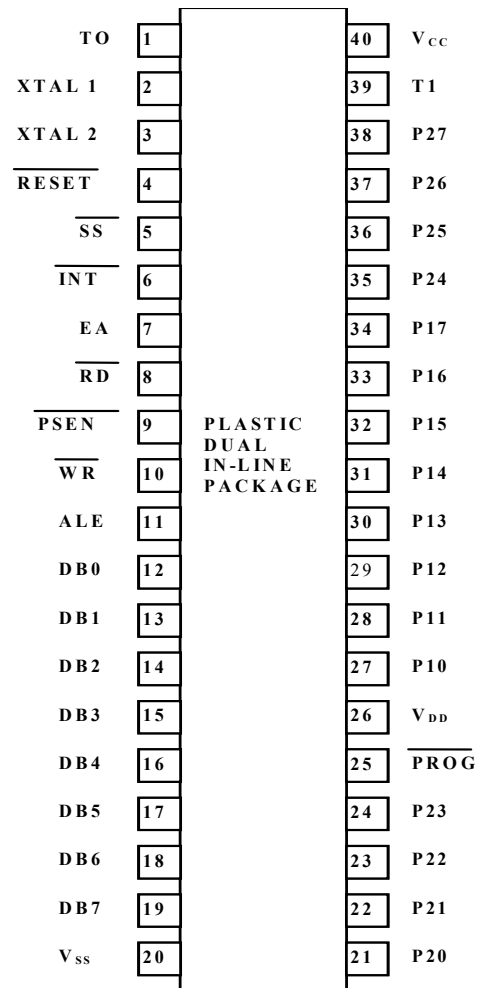 TO 1 40 VCC
XTAL 1 2 39 T1
XTAL 2 3 38 P27
RESET 4 37 P26
SS 5 36 P25
INT 6 35 P24
EA 7 34 P17
RD 8 33 P16
PSEN 9 PLASTIC 32 P15
DUAL
WR 10 IN-LINE 31 P14
PACKAGE
ALE 11 30 P13
DB0 12 29 P12
DB1 13 28 P11
DB2 14 27 P10
DB3 15 26 VDD
DB4 16 25 PROG
DB5 17 24 P23
DB6 18 23 P22
DB7 19 22 P21
VSS 20 21 P20